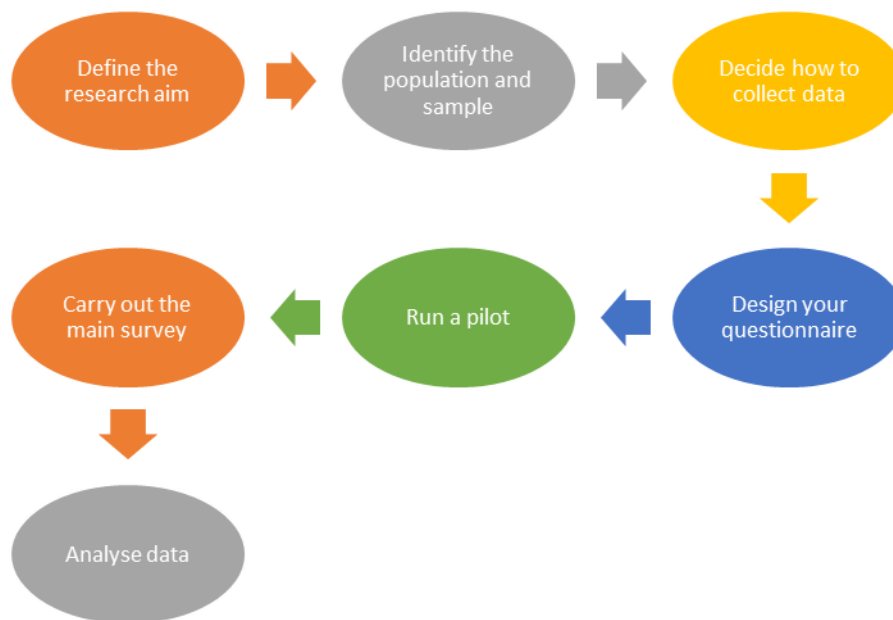 Define the
research aim
Identify the
population and
sample
Decide how to
collect data
Design your
questionnaire
Run a pilot
Carry out the
main survey
Analyse data